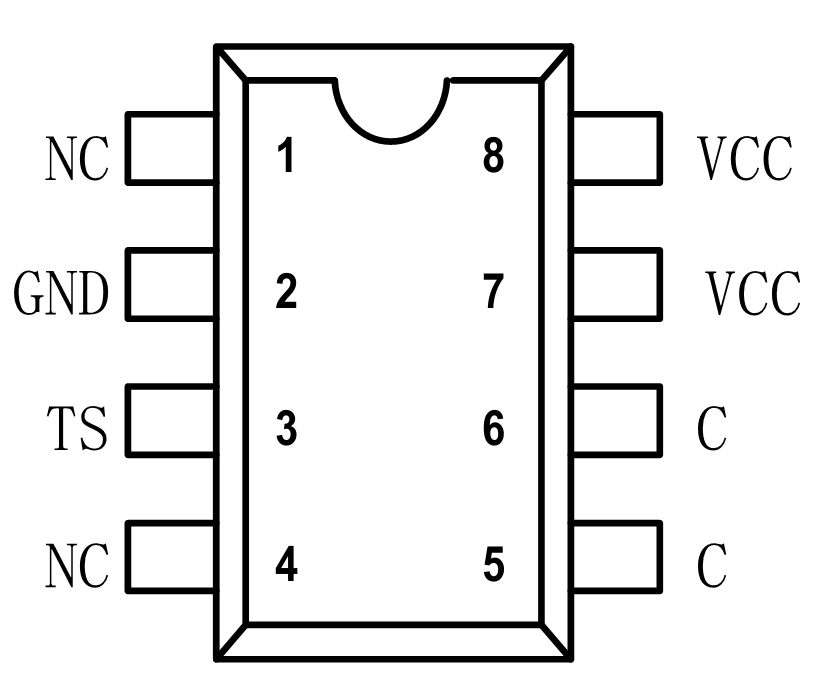 NC 1 8 VCC
GND 2 7 VCC
TS 3 6 C
NC 4 5 C